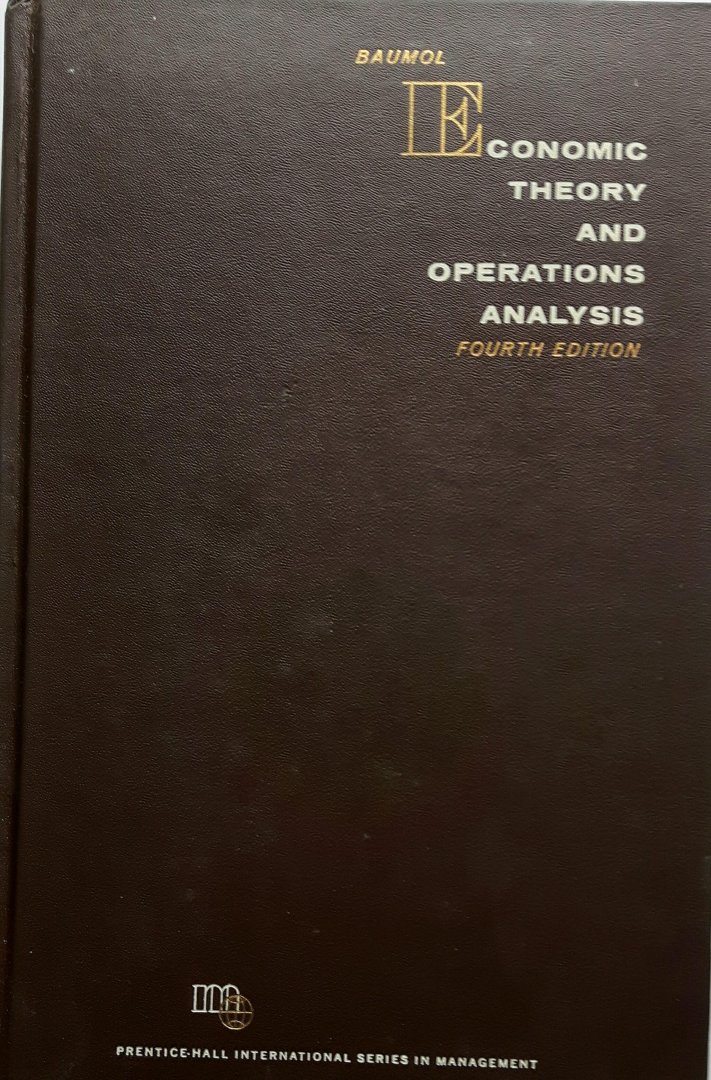 BAUMOL
ECONOMIC
THEORY
AND
OPERATIONS
ANALYSIS
FOURTH EDITION
m
PRENTICE-HALL INTERNATIONAL SERIES IN MANAGEMENT